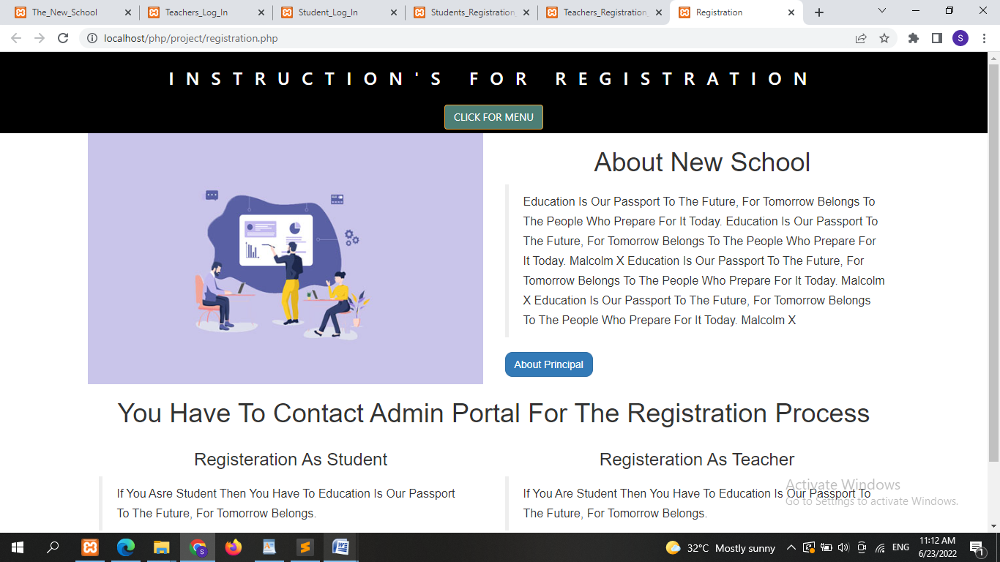 The_New_School
Teachers_Log_In
Student_Log_In
Students_Registration_
Teachers_Registration_
Registration
localhost/php/project/registration.php
S
INSTRUCTION'S FOR REGISTRATION
CLICK FOR MENU
About New School
Education Is Our Passport To The Future, For Tomorrow Belongs To
The People Who Prepare For It Today. Education Is Our Passport To
The Future, For Tomorrow Belongs To The People Who Prepare For
It Today. Malcolm X Education Is Our Passport To The Future, For
Tomorrow Belongs To The People Who Prepare For It Today. Malcolm
X Education Is Our Passport To The Future, For Tomorrow Belongs
To The People Who Prepare For It Today. Malcolm X
About Principal
You Have To Contact Admin Portal For The Registration Process
Registeration As Student
If You Asre Student Then You Have To Education Is Our Passport
To The Future, For Tomorrow Belongs.
Registeration As Teacher
If You Are Student Then You Have To Education Is Our Passport To
The Future, For Tomorrow Belongs.
Activate Windows
Go to Settings to activate Windows.
32°C Mostly sunny
ENG
11:12 AM
6/23/2022
1